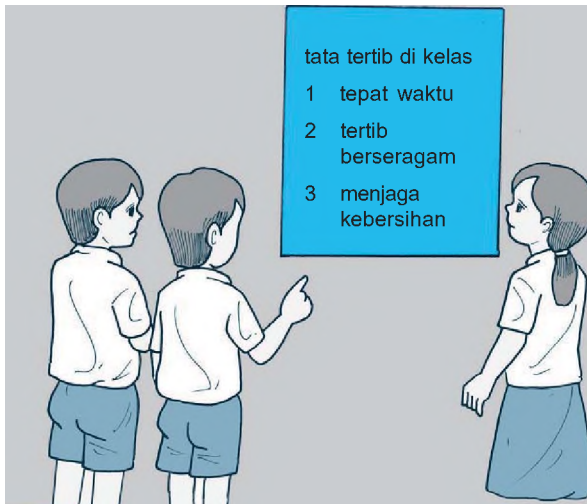 tata tertib di kelas
1 tepat waktu
2 tertib
berseragam
3 menjaga
kebersihan